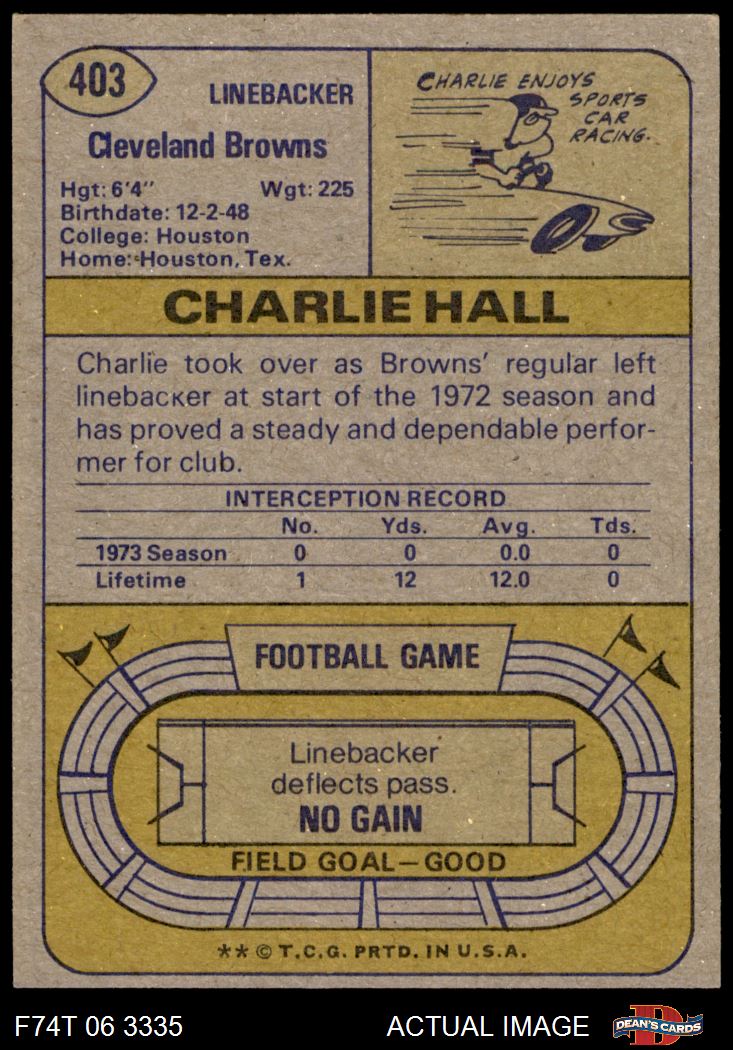 403
LINEBACKER
Cleveland Browns
Hgt: 6'4" Wgt: 225
Birthdate: 12-2-48
College: Houston
Home: Houston, Tex.
CHARLIE ENJOYS
SPORTS
CAR
RACING.
CHARLIE HALL
Charlie took over as Browns' regular left
linebacker at start of the 1972 season and
has proved a steady and dependable perfor-
mer for club.
INTERCEPTION RECORD
No. Yds. Avg. Tds.
1973 Season 0 0 0.0 0
Lifetime 1 12 12.0 0
FOOTBALL GAME
Linebacker
deflects pass.
NO GAIN
FIELD GOAL—GOOD
** © T.C.G. PRTD. IN U.S.A.
F74T 06 3335 ACTUAL IMAGE
D
DEAN'S CARDS